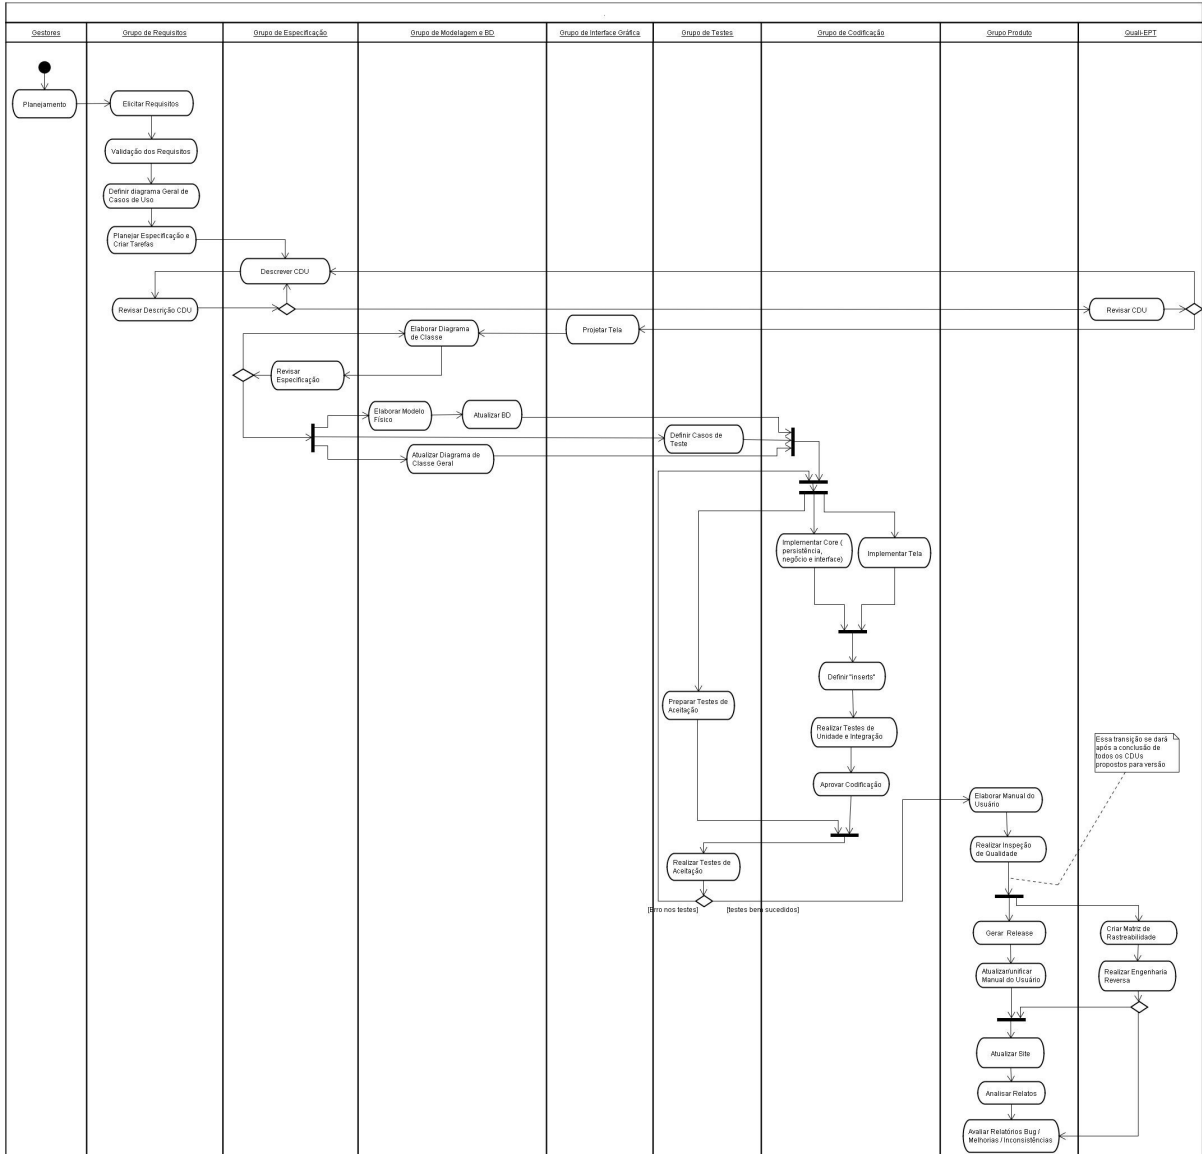 Gestores
Grupo de Requisitos
Grupo de Especificação
Grupo de Modelagem e BD
Grupo de Interface Gráfica
Grupo de Testes
Grupo de Codificação
Grupo Produto
Quali-EPT
Planejamento
Elicitar Requisitos
Validação dos Requisitos
Definir diagrama Geral de
Casos de Uso
Planejar Especificação e
Criar Tarefas
Descrever CDU
Revisar Descrição CDU
Revisar CDU
Elaborar Diagrama
de Classe
Projetar Tela
Revisar
Especificação
Elaborar Modelo
Físico
Atualizar BD
Definir Casos de
Teste
Atualizar Diagrama de
Classe Geral
Implementar Core (
persistência,
negócio e interface)
Implementar Tela
Definir "inserts"
Preparar Testes de
Aceitação
Realizar Testes de
Unidade e Integração
Essa transição se dará
após a conclusão de
todos os CDUs
propostos para versão
Aprovar Codificação
Elaborar Manual do
Usuário
Realizar Inspeção
de Qualidade
Realizar Testes de
Aceitação
[Erro nos testes]
[testes bem sucedidos]
Gerar Release
Criar Matriz de
Rastreabilidade
Atualizar/unificar
Manual do Usuário
Realizar Engenharia
Reversa
Atualizar Site
Analisar Relatos
Avaliar Relatórios Bug /
Melhorias / Inconsistências